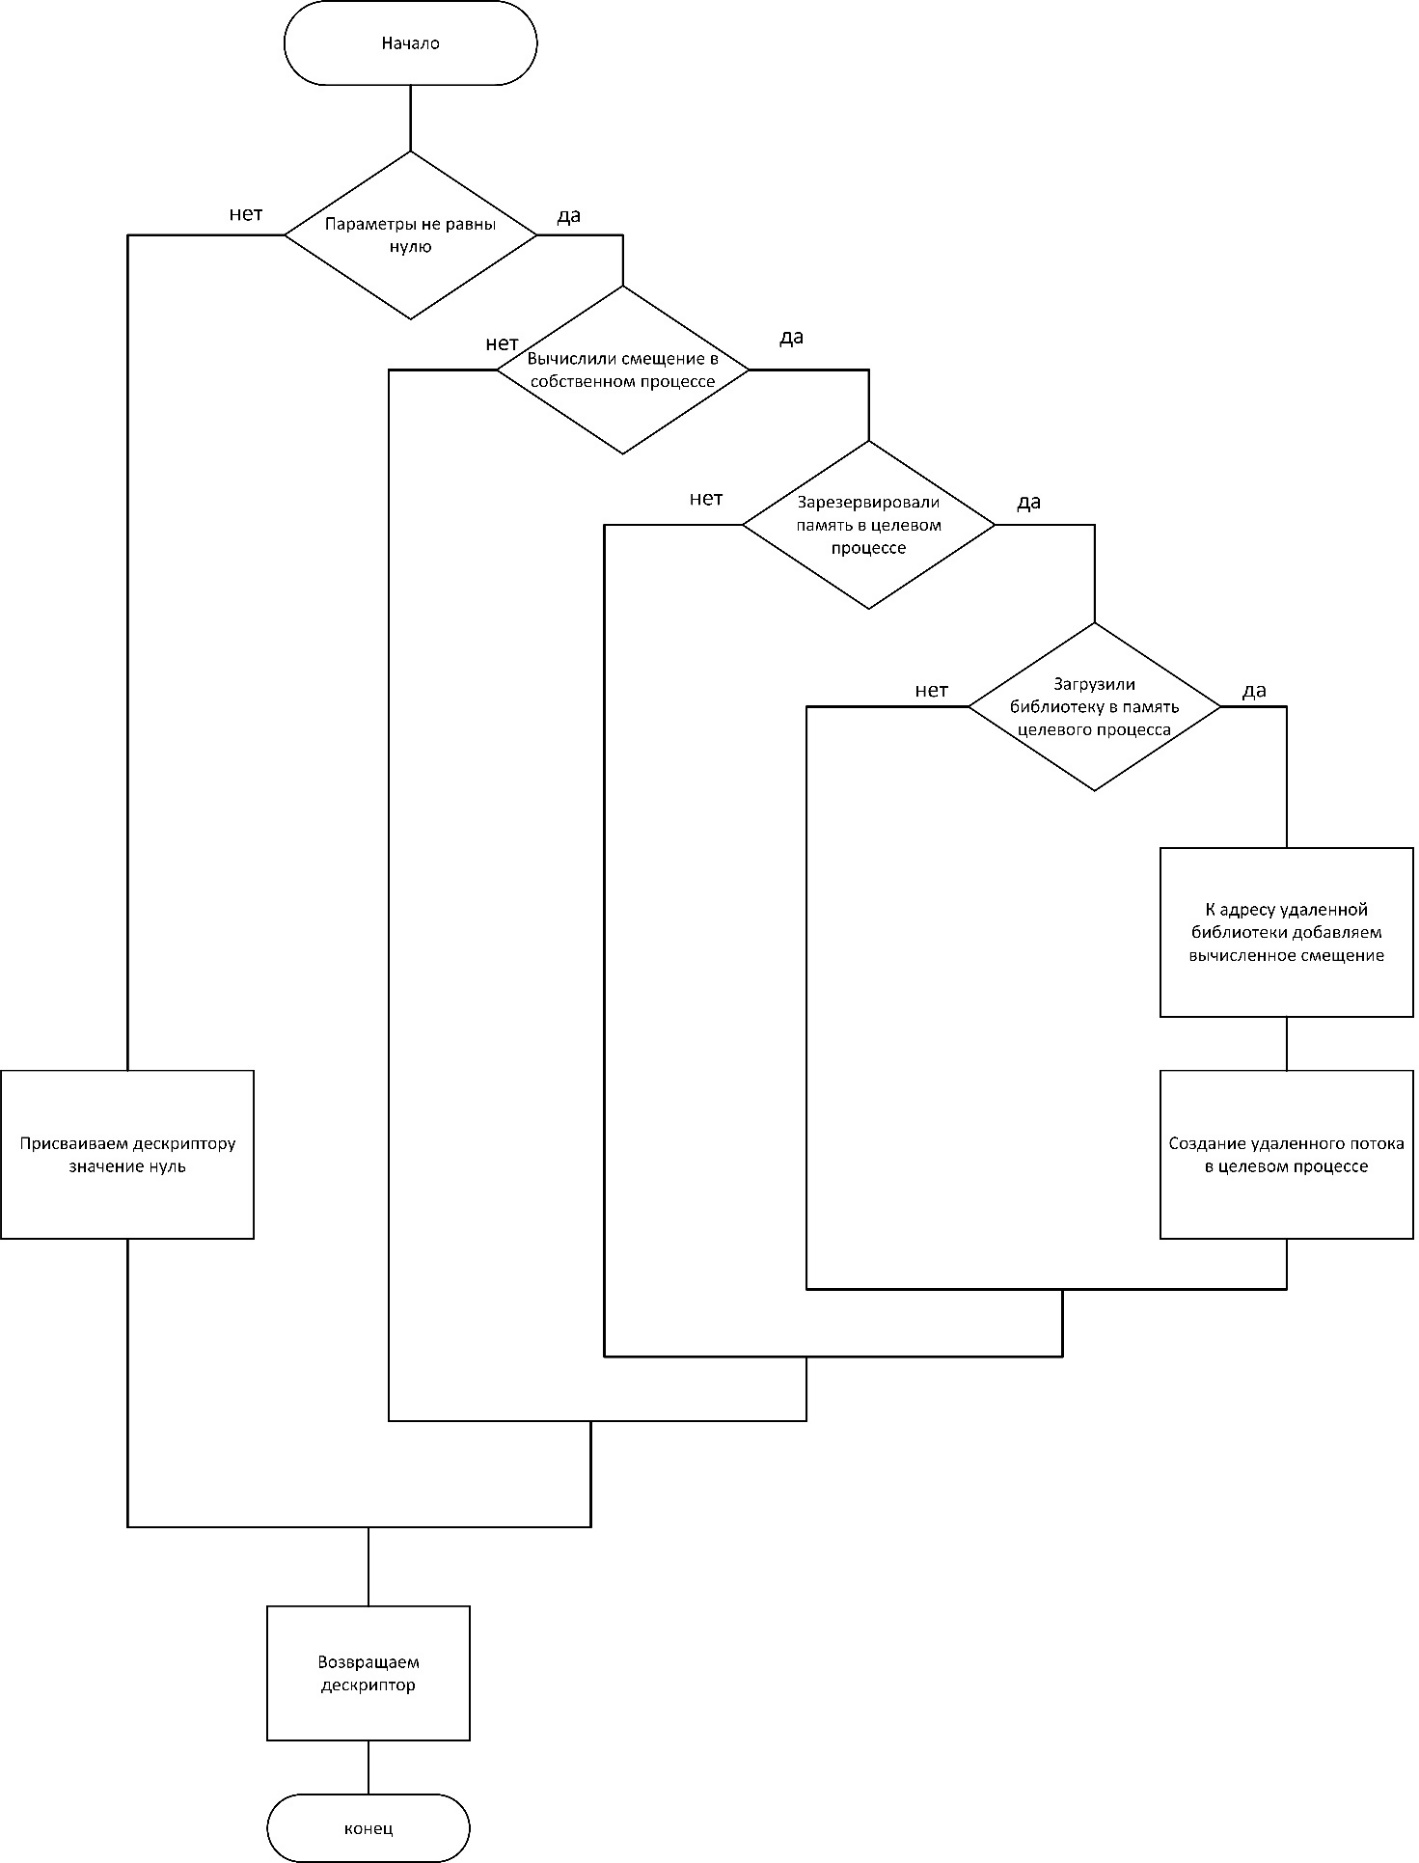 Начало
нет
да
Параметры не равны
нулю
нет
да
Вычислили смещение в
собственном процессе
нет
да
Зарезервировали
память в целевом
процессе
нет
да
Загрузили
библиотеку в память
целевого процесса
К адресу удаленной
библиотеки добавляем
вычисленное смещение
Присваиваем дескриптору
значение нуль
Создание удаленного потока
в целевом процессе
Возвращаем
дескриптор
конец